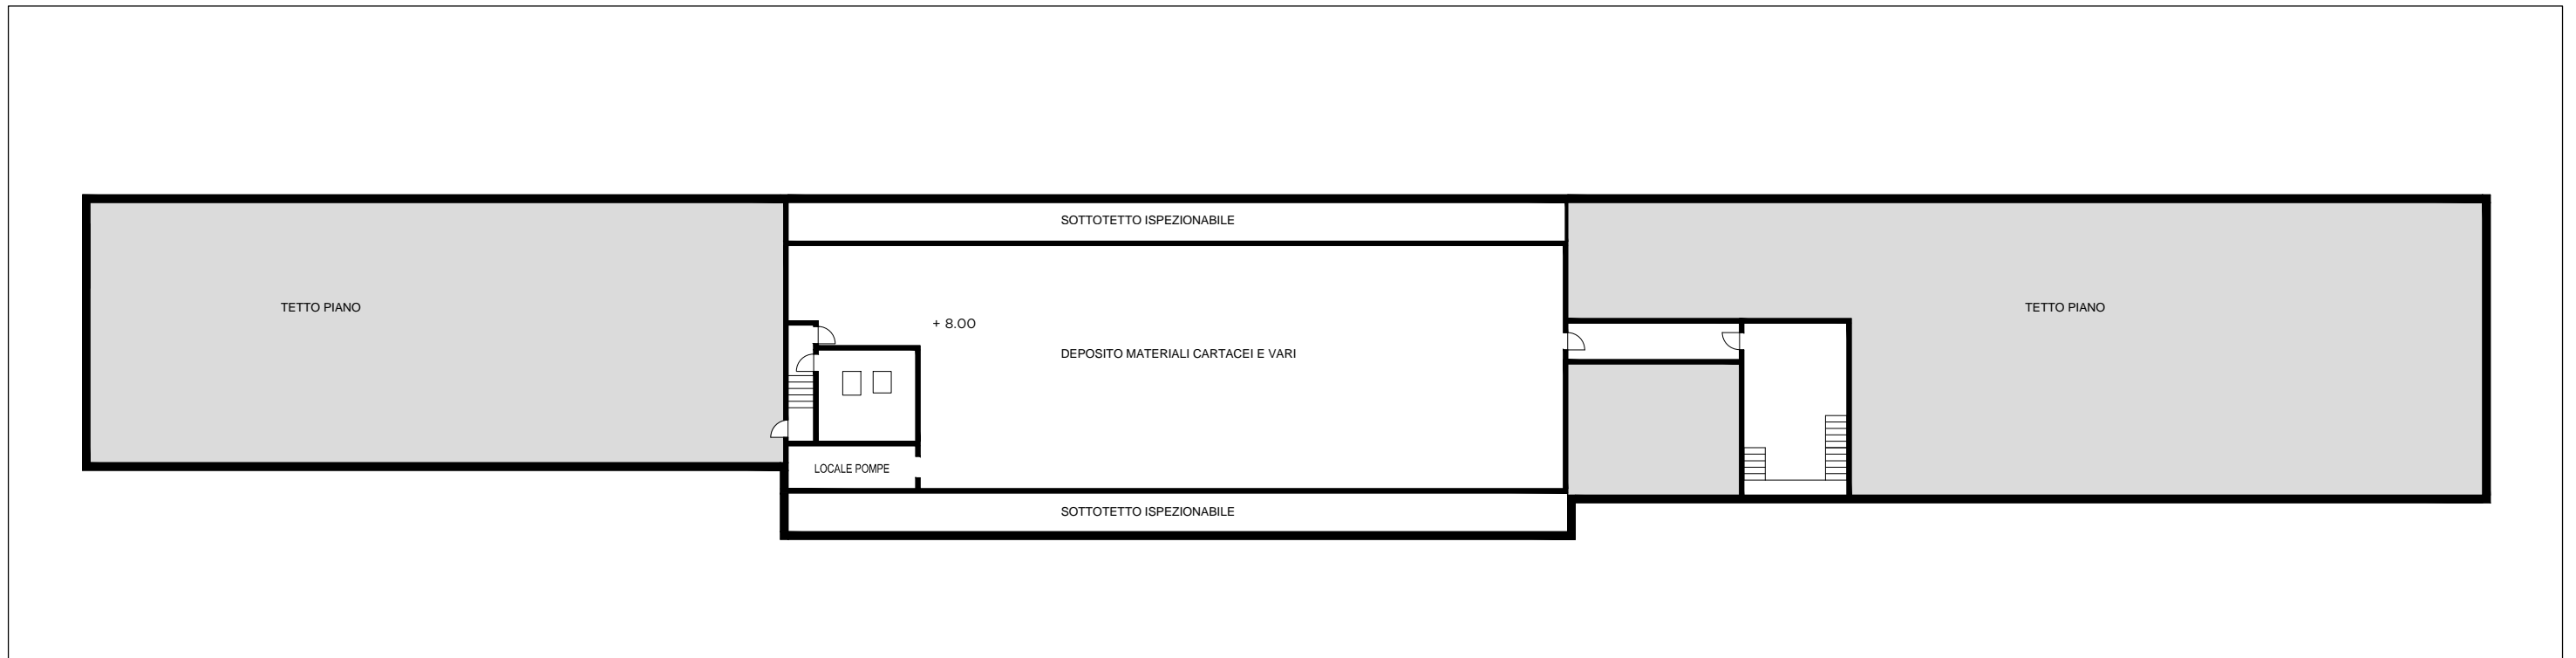 SOTTOTETTO ISPEZIONABILE
TETTO PIANO
TETTO PIANO
+ 8.00
DEPOSITO MATERIALI CARTACEI E VARI
LOCALE POMPE
SOTTOTETTO ISPEZIONABILE